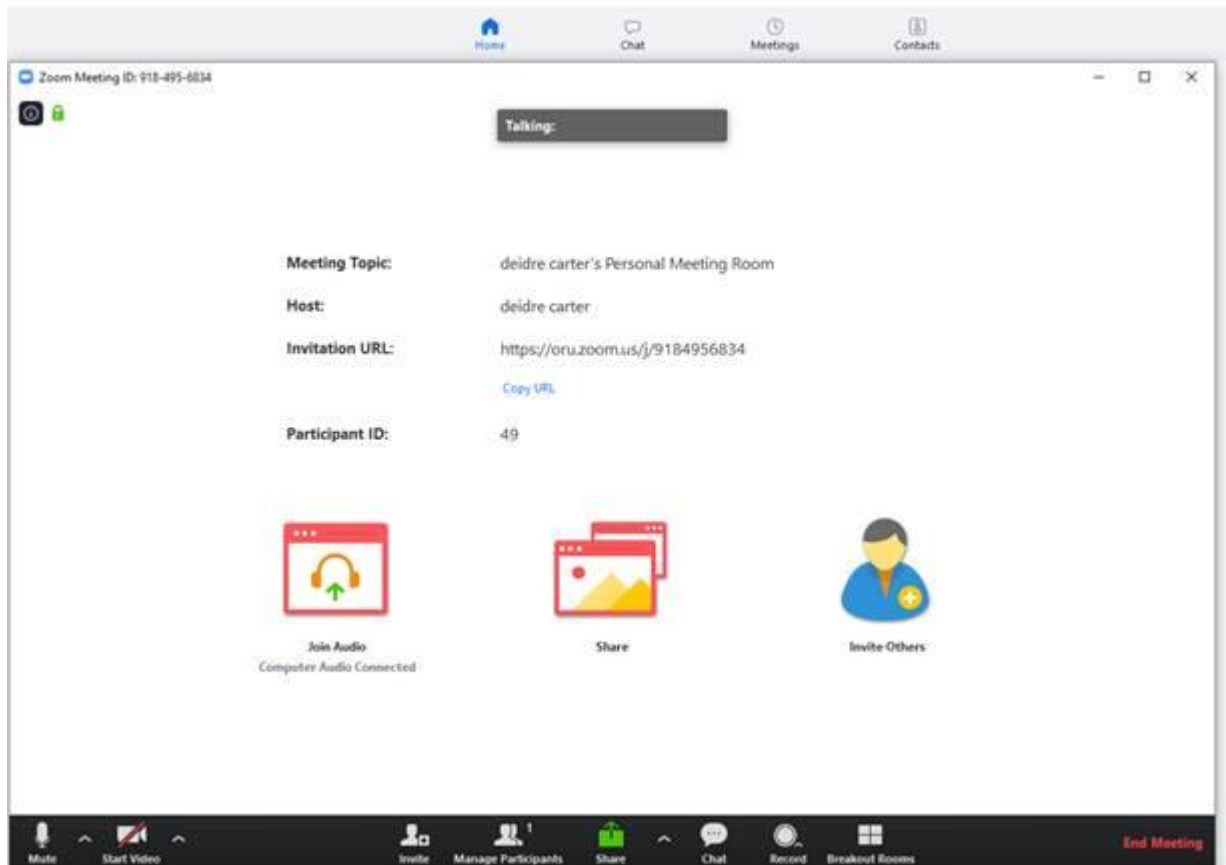 Home Chat Meetings Contacts
Zoom Meeting ID: 918-495-6834
Talking:
Meeting Topic: deidre carter's Personal Meeting Room
Host: deidre carter
Invitation URL: https://oru.zoom.us/j/9184956834
Copy URL
Participant ID: 49
Join Audio Share Invite Others
Computer Audio Connected
1
Mute Start Video Invite Manage Participants Share Chat Record Breakout Rooms End Meeting